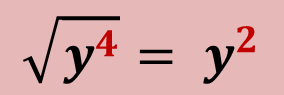 √y⁴ = y²